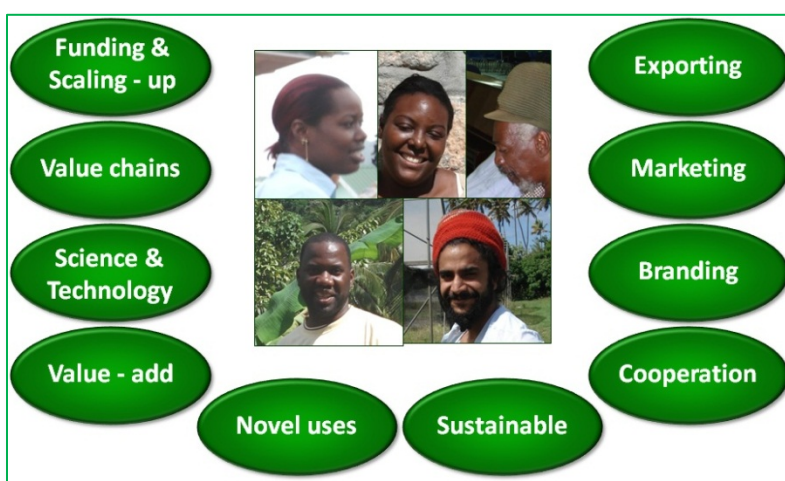 Funding &
Scaling - up
Value chains
Science &
Technology
Value - add
Novel uses
Sustainable
Exporting
Marketing
Branding
Cooperation